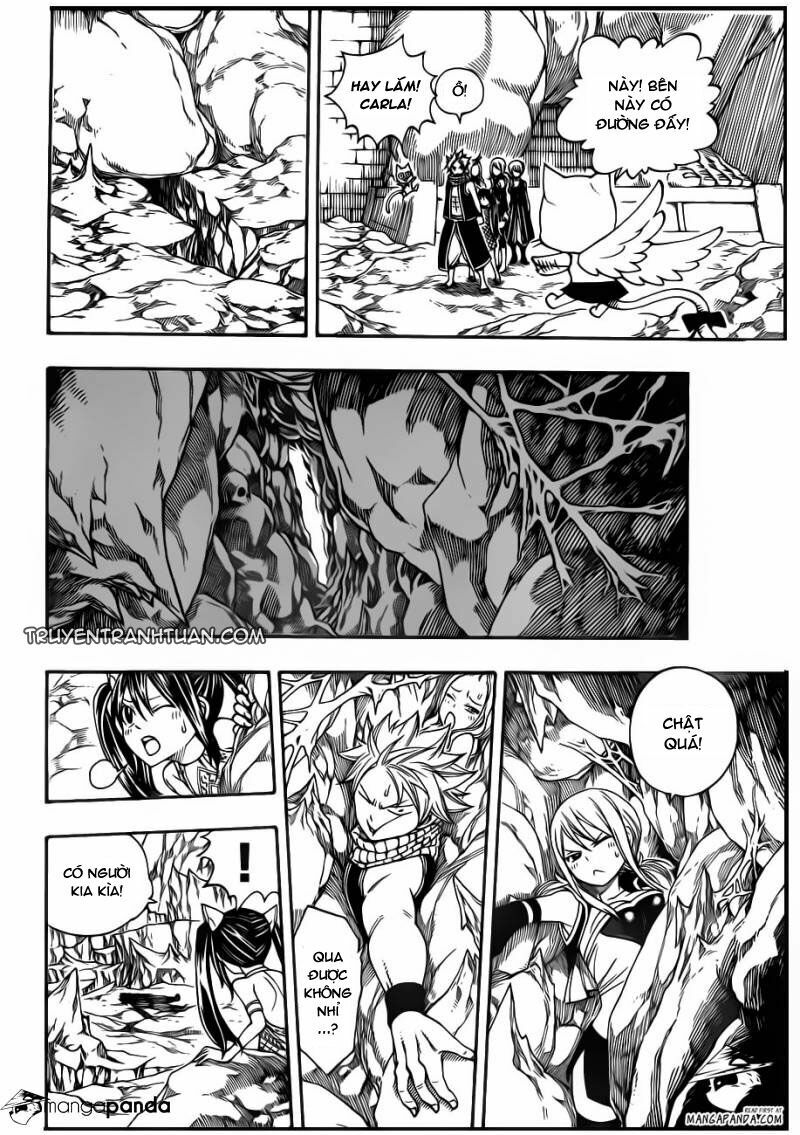 NÀY! BÊN
NÀY CÓ
ĐƯỜNG ĐẤY!
Ồ!
HAY LẮM!
CARLA!
TRUYENTRANHTUAN.COM
CHẬT
QUÁ!
QUA
ĐƯỢC
KHÔNG
NHỈ
...?
!
CÓ NGƯỜI
KIA KÌA!
mangapanda
READ FIRST AT
MANGAPANDA.COM